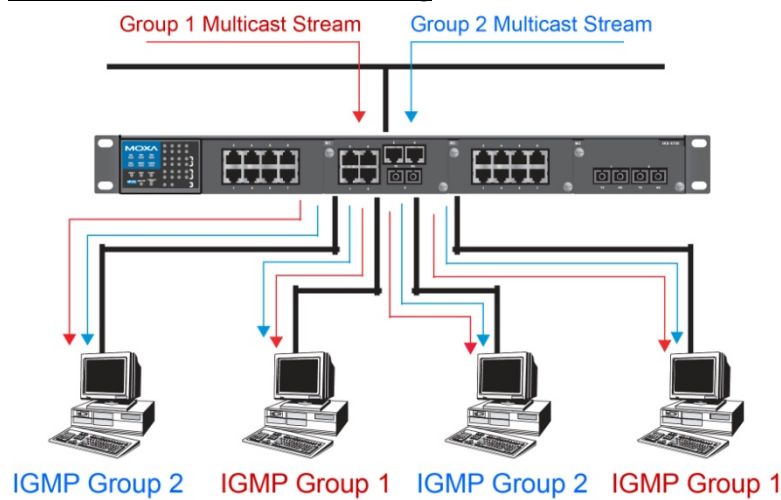 Group 1 Multicast Stream
Group 2 Multicast Stream
MOXA
IGMP Group 2
IGMP Group 1
IGMP Group 2
IGMP Group 1